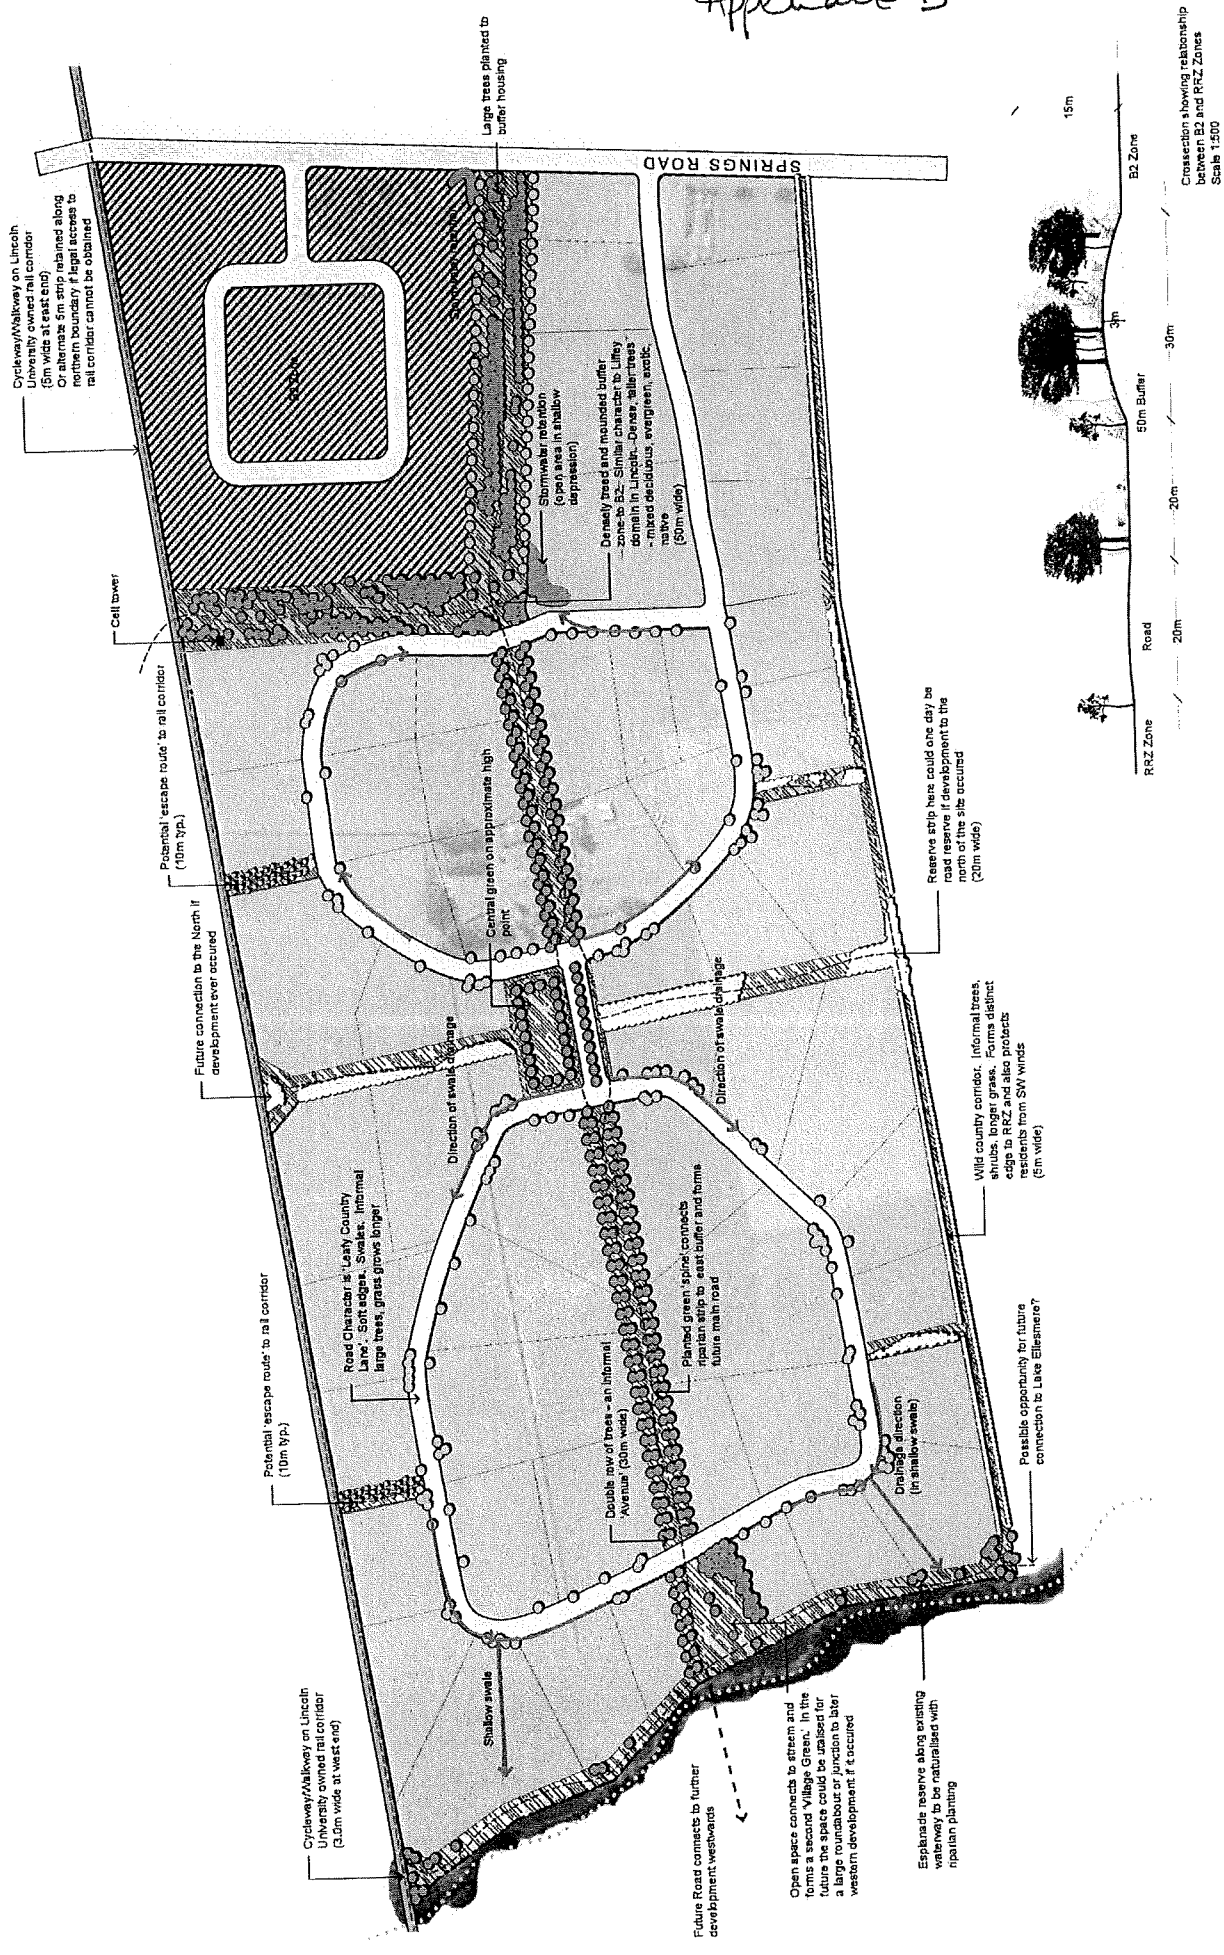 Appendix B
Cycleway/Walkway on Lincoln
University owned rail corridor
(3.0m wide at west end)
Potential 'escape route' to rail corridor
(10m typ.)
Future connection to the North if
development ever occured
Potential 'escape route' to rail corridor
(10m typ.)
Cell tower
Cycleway/Walkway on Lincoln
University owned rail corridor
(5m wide at east end)
Or alternate 5m strip retained along
northern boundary if legal access to
rail corridor cannot be obtained
Road Character is 'Leafy Country
Lane'. Soft edges, Swales. Informal
large trees, grass grows longer
Direction of swale drainage
Central green on approximate high
point
Large trees planted to
buffer housing
Shallow swale
Double row of trees - an informal
'Avenue' (30m wide)
Planted green 'spine' connects
riparian strip to east buffer and forms
future main road
Direction of swale drainage
Stormwater retention
(open area in shallow
depression)
Densely treed and mounded buffer
zone to B2 - Similar character to Liffey
domain in Lincoln. Dense, taller trees
- mixed deciduous, evergreen, exotic,
native
(50m wide)
SPRINGS ROAD
Drainage direction
(in shallow swale)
Future Road connects to further
development westwards
Open space connects to stream and
forms a second 'Village Green.' In the
future the space could be utalised for
a large roundabout or junction to later
western development if it occured
Esplanade reserve along existing
waterway to be naturalised with
riparian planting
Possible opportunity for future
connection to Lake Ellesmere?
Wild country corridor. Informal trees,
shrubs, longer grass. Forms distinct
edge to RRZ and also protects
residents from SW winds
(5m wide)
Reserve strip here could one day be
road reserve if development to the
north of the site occured
(20m wide)
RRZ Zone
Road
50m Buffer
3m
B2 Zone
15m
20m
20m
30m
Crossection showing relationship
between B2 and RRZ Zones
Scale 1:500